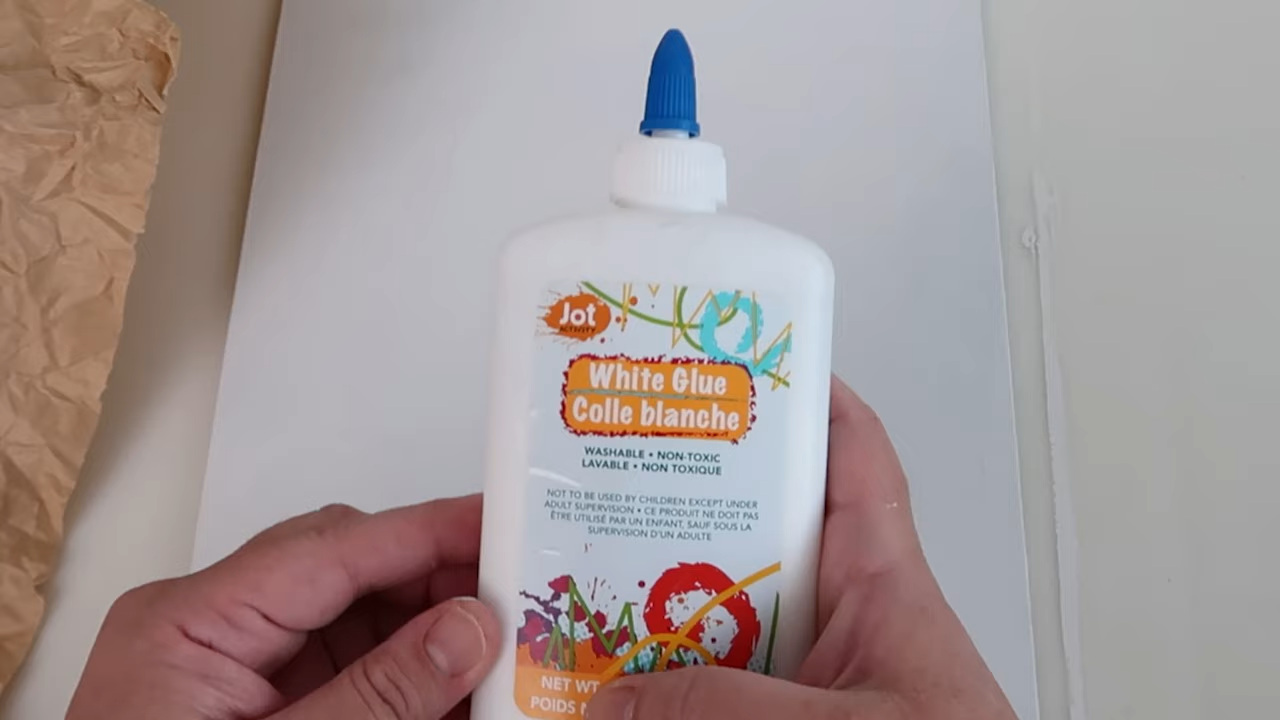 Jot
ACTIVITY
White Glue
Colle blanche
WASHABLE • NON-TOXIC
LAVABLE • NON TOXIQUE
NOT TO BE USED BY CHILDREN EXCEPT UNDER
ADULT SUPERVISION • CE PRODUIT NE DOIT PAS
ÊTRE UTILISÉ PAR UN ENFANT, SAUF SOUS LA
SUPERVISION D'UN ADULTE
NET WT
POIDS